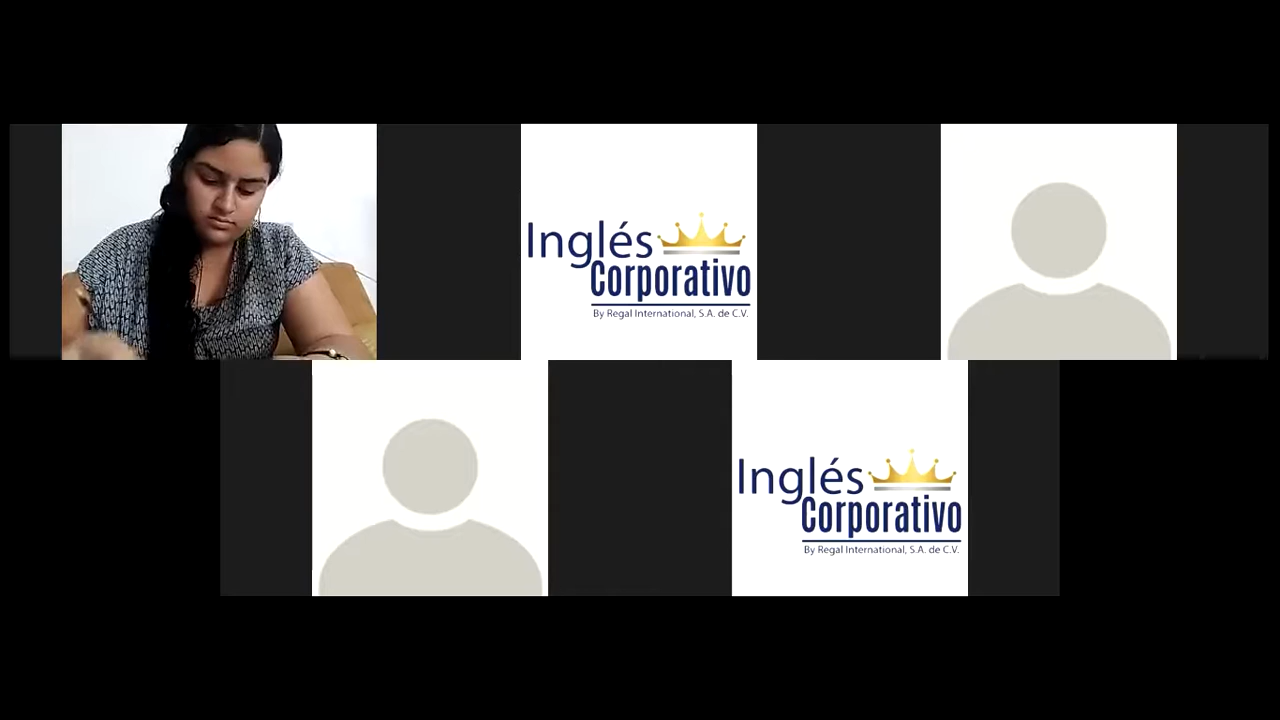 Inglés
Corporativo
By Regal International, S.A. de C.V.
Inglés
Corporativo
By Regal International, S.A. de C.V.